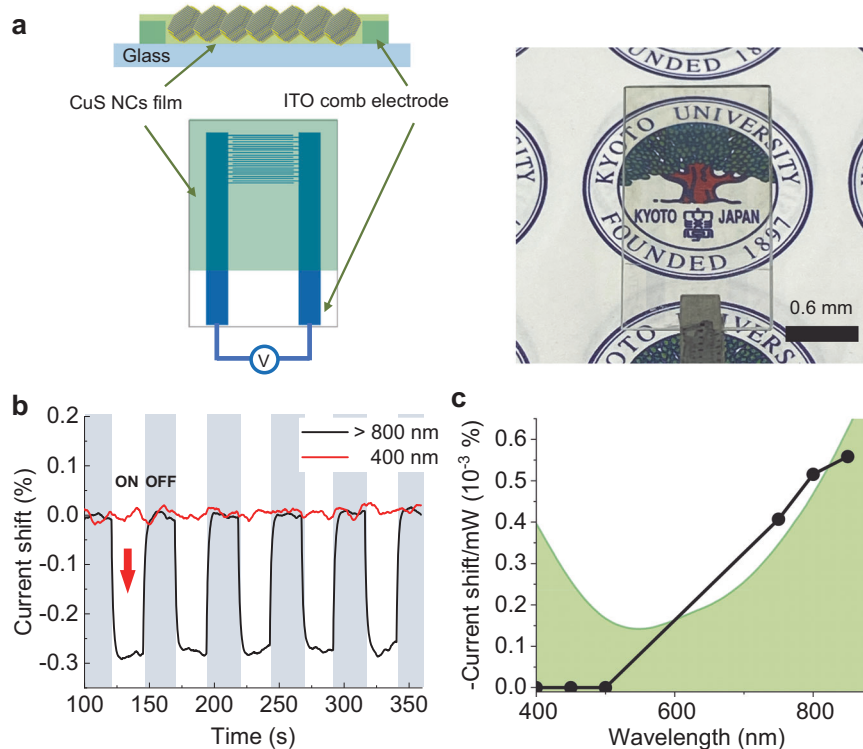 a
Glass
CuS NCs film
ITO comb electrode
V
KYOTO UNIVERSITY
KYOTO JAPAN
FOUNDED 1897
FOUNDED 18
UNIVERS
0.6 mm
b
0.2
0.1
0.0
-0.1
-0.2
-0.3
Current shift (%)
ON OFF
> 800 nm
400 nm
100 150 200 250 300 350
Time (s)
c
0.6
0.5
0.4
0.3
0.2
0.1
0.0
-Current shift/mW (10⁻³ %)
400 600 800
Wavelength (nm)